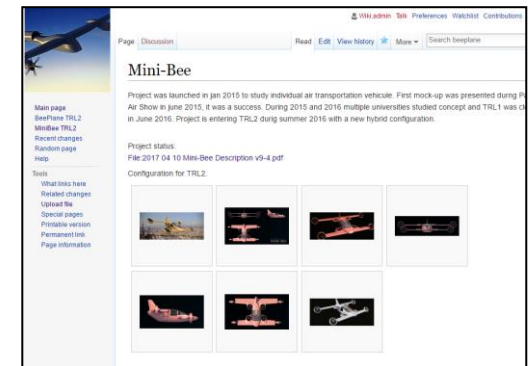 Wiki.admin Talk Preferences Watchlist Contributions
Page Discussion Read Edit View history More Search beeplane
Mini-Bee
Project was launched in jan 2015 to study individual air transportation vehicule. First mock-up was presented durng
Air Show in june 2015, it was a success. During 2015 and 2016 multiple universities studied concept and TRL1 was
in June 2016. Project is entering TRL2 durig summer 2016 with a new hybrid configuration.
Project status:
File:2017 04 10 Mini-Bee Description v9-4.pdf
Configuration for TRL2.
Main page
BeePlane TRL2
MiniBee TRL2
Recent changes
Random page
Help
Tools
What links here
Related changes
Upload file
Special pages
Printable version
Permanent link
Page information